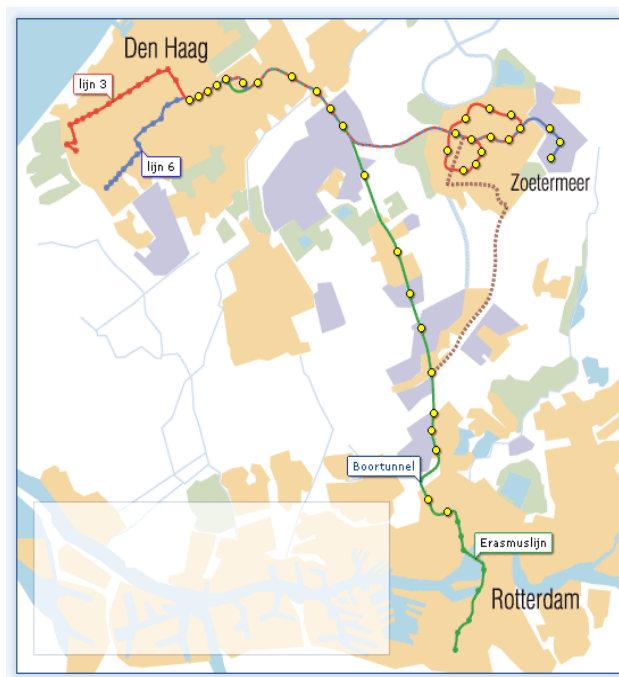 Den Haag
lijn 3
lijn 6
Zoetermeer
Boortunnel
Erasmuslijn
Rotterdam